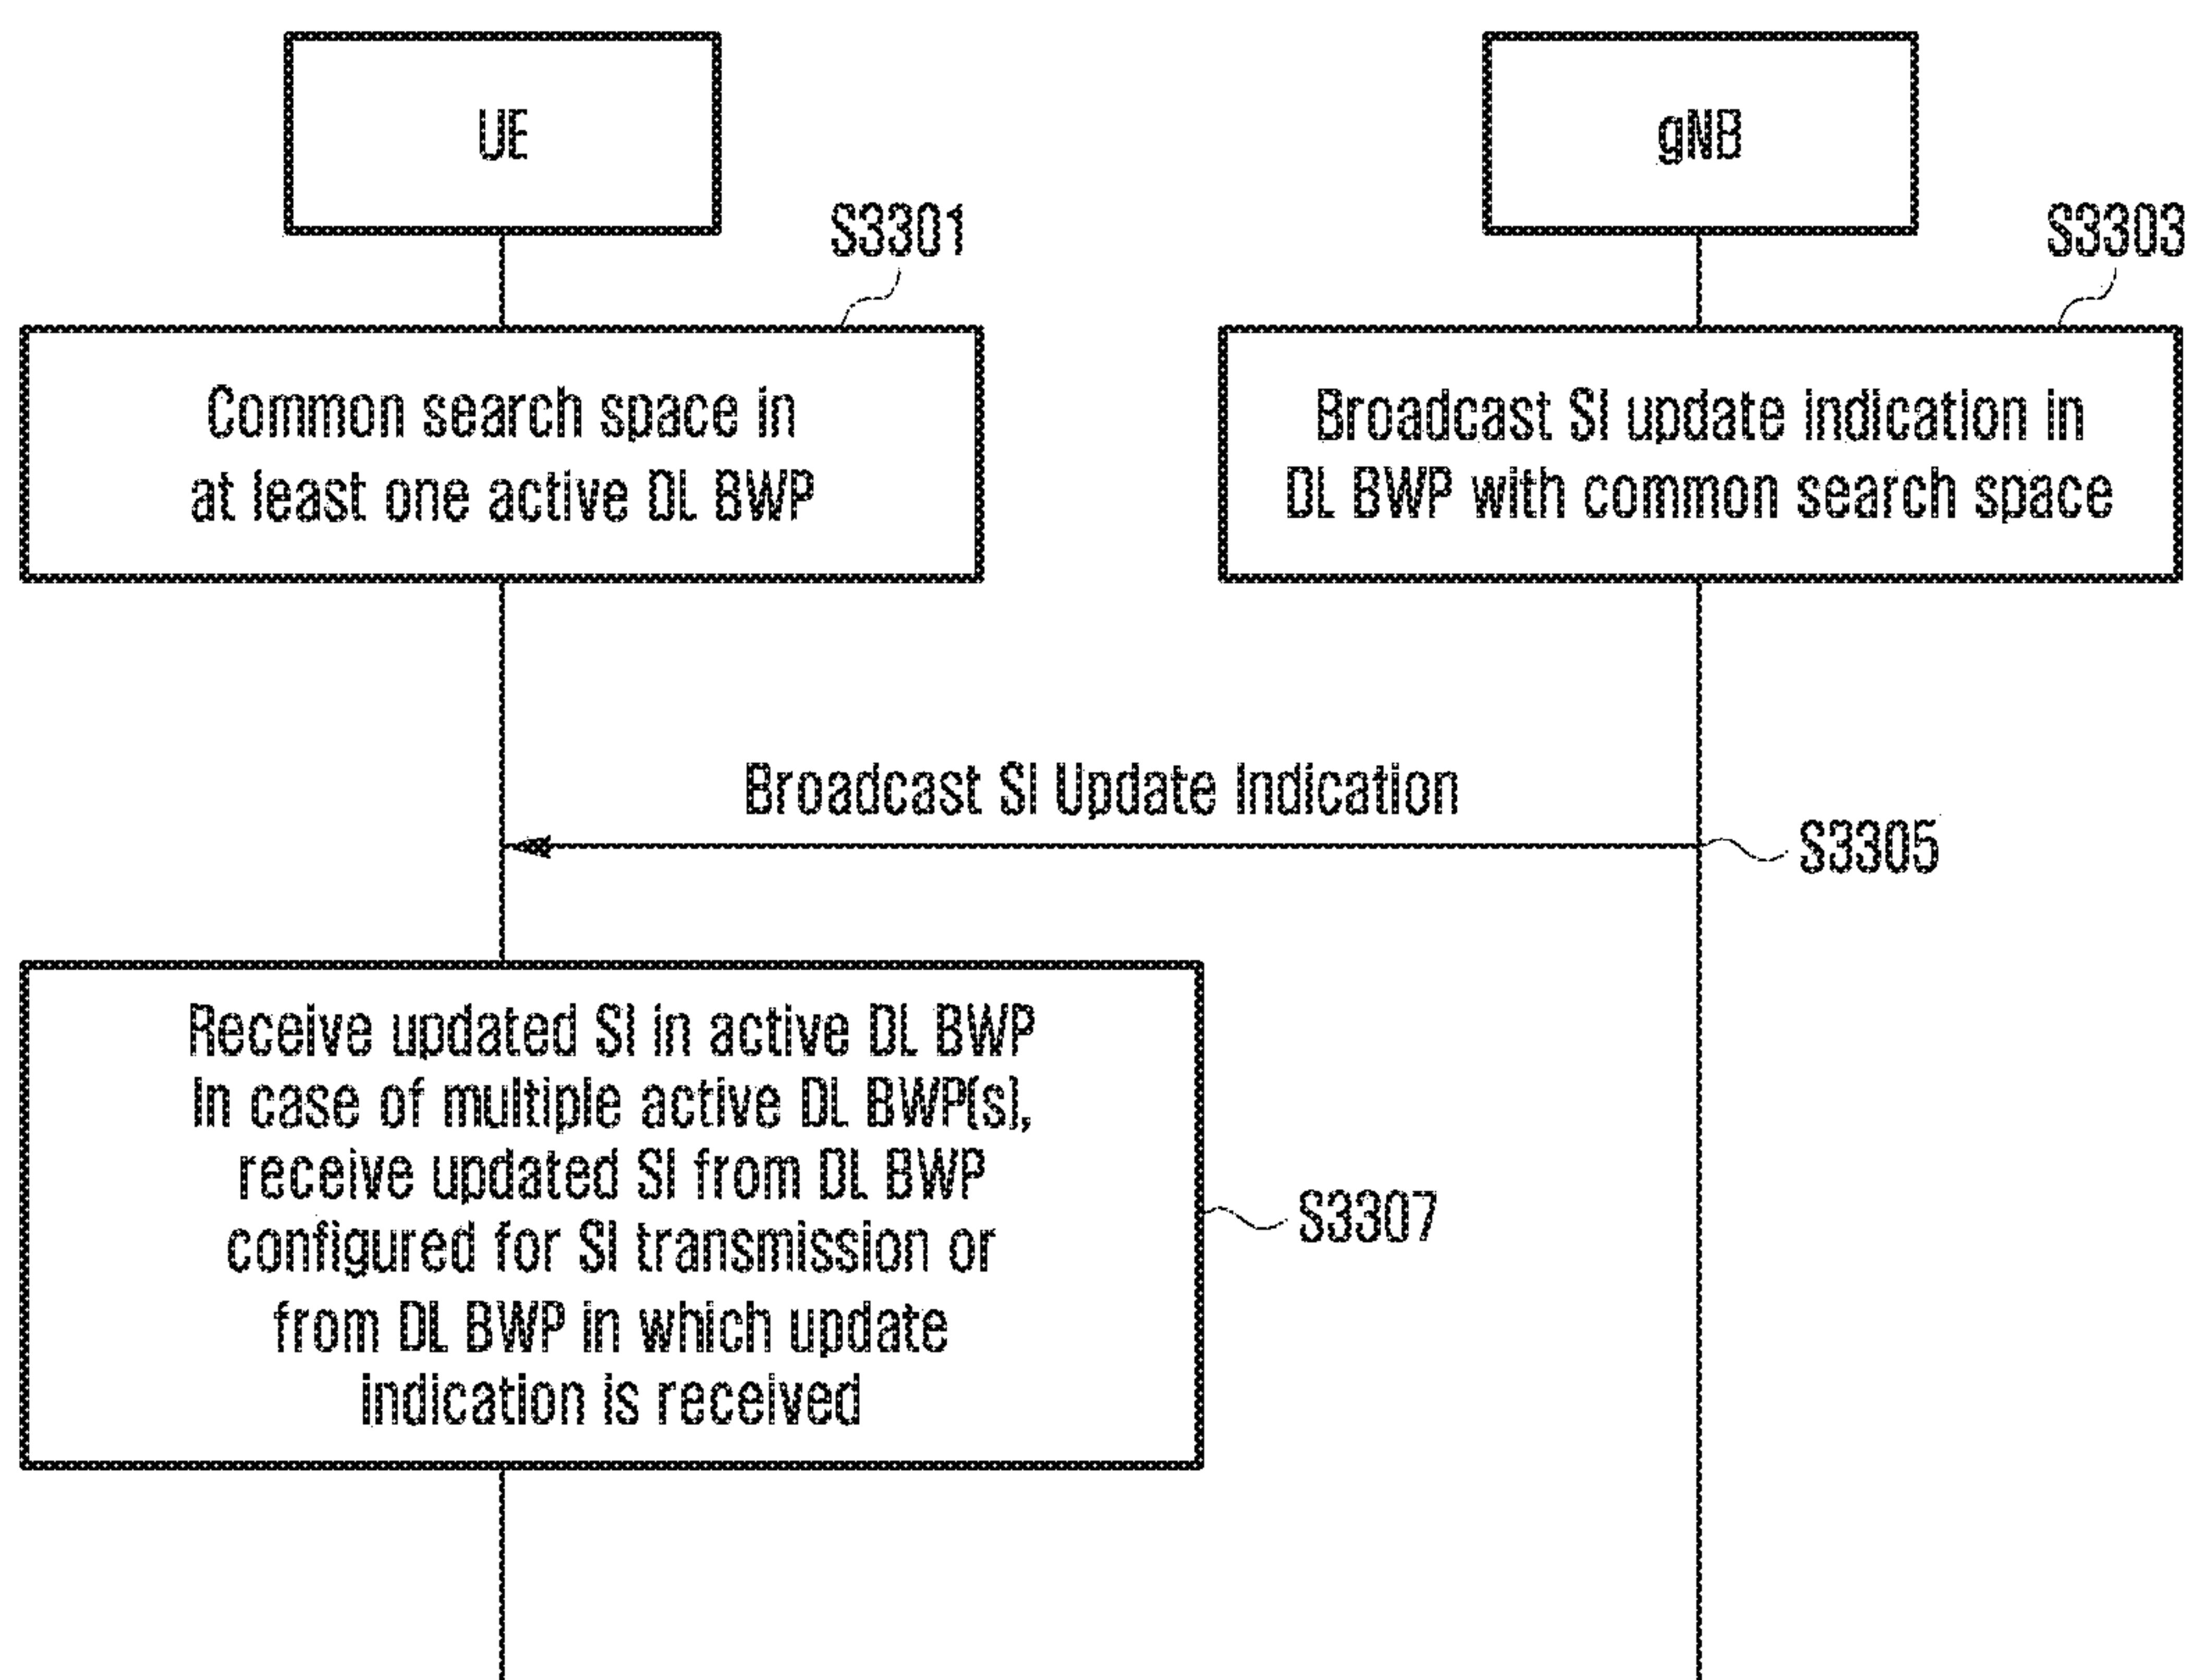 UE
gNB
S3301
S3303
Common search space in
at least one active DL BWP
Broadcast SI update indication in
DL BWP with common search space
Broadcast SI Update Indication
S3305
Receive updated SI in active DL BWP
In case of multiple active DL BWP(s),
receive updated SI from DL BWP
configured for SI transmission or
from DL BWP in which update
indication is received
S3307